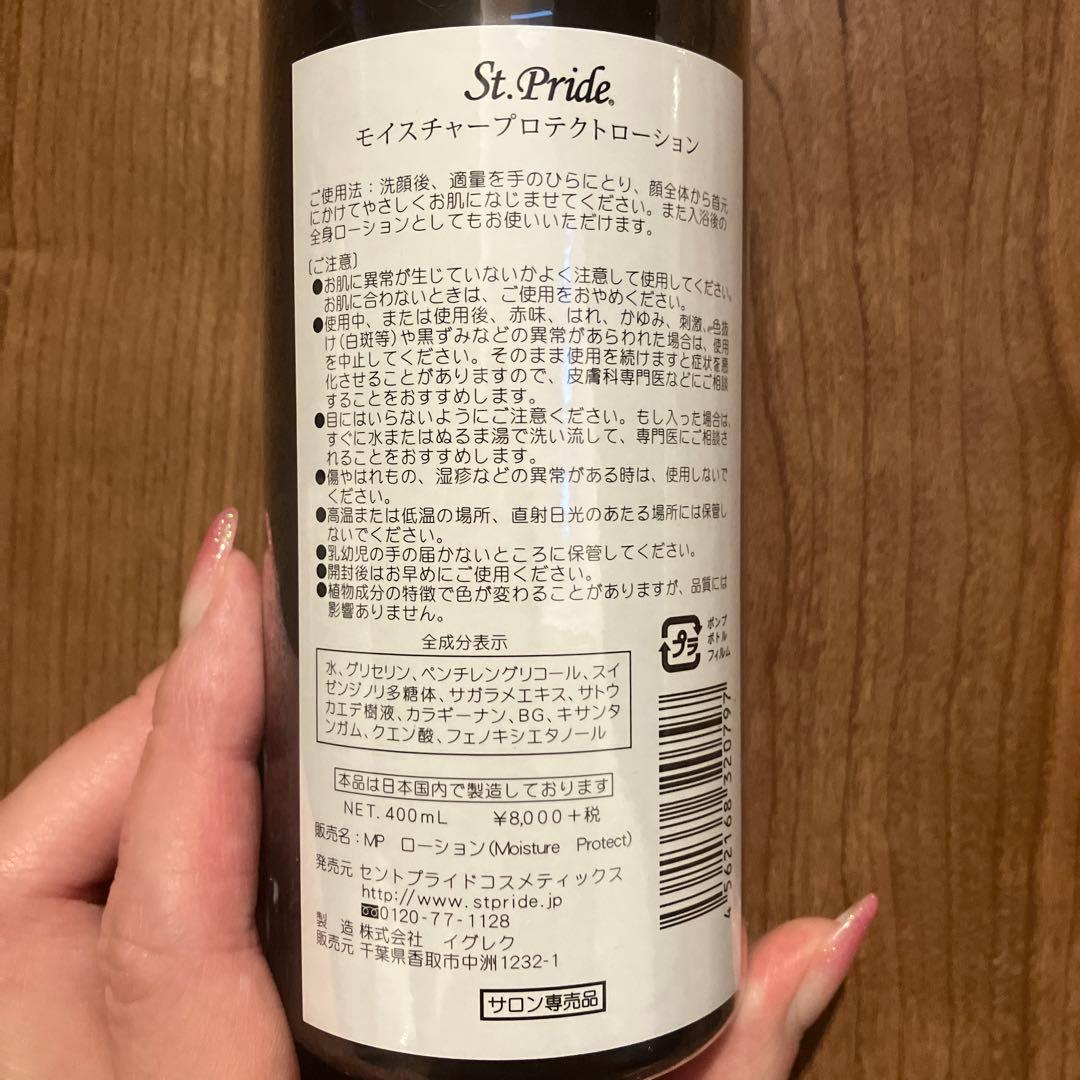 St.Pride®
モイスチャープロテクトローション
ご使用法：洗顔後、適量を手のひらにとり、顔全体から首元
にかけてやさしくお肌になじませてください。また入浴後の
全身ローションとしてもお使いいただけます。
〔ご注意〕
●お肌に異常が生じていないかよく注意して使用してください。
お肌に合わないときは、ご使用をおやめください。
●使用中、または使用後、赤味、はれ、かゆみ、刺激、色抜
け(白斑等)や黒ずみなどの異常があらわれた場合は、使用
を中止してください。そのまま使用を続けますと症状を悪
化させることがありますので、皮膚科専門医などにご相談
することをおすすめします。
●目にはいらないようにご注意ください。もし入った場合は、
すぐに水またはぬるま湯で洗い流して、専門医にご相談さ
れることをおすすめします。
●傷やはれもの、湿疹などの異常がある時は、使用しないで
ください。
●高温または低温の場所、直射日光のあたる場所には保管し
ないでください。
●乳幼児の手の届かないところに保管してください。
●開封後はお早めにご使用ください。
●植物成分の特徴で色が変わることがありますが、品質には
影響ありません。
プラ
ポンプ
ボトル
フィルム
全成分表示
水、グリセリン、ペンチレングリコール、スイ
ゼンジノリ多糖体、サガラメエキス、サトウ
カエデ樹液、カラギーナン、BG、キサンタ
ンガム、クエン酸、フェノキシエタノール
本品は日本国内で製造しております
NET. 400mL ¥8,000+税
販売名：MP ローション(Moisture Protect)
発売元 セントプライドコスメティックス
http://www.stpride.jp
0120-77-1128
製造 株式会社 イグレク
販売元 千葉県香取市中洲1232-1
サロン専売品
4 562168 320797